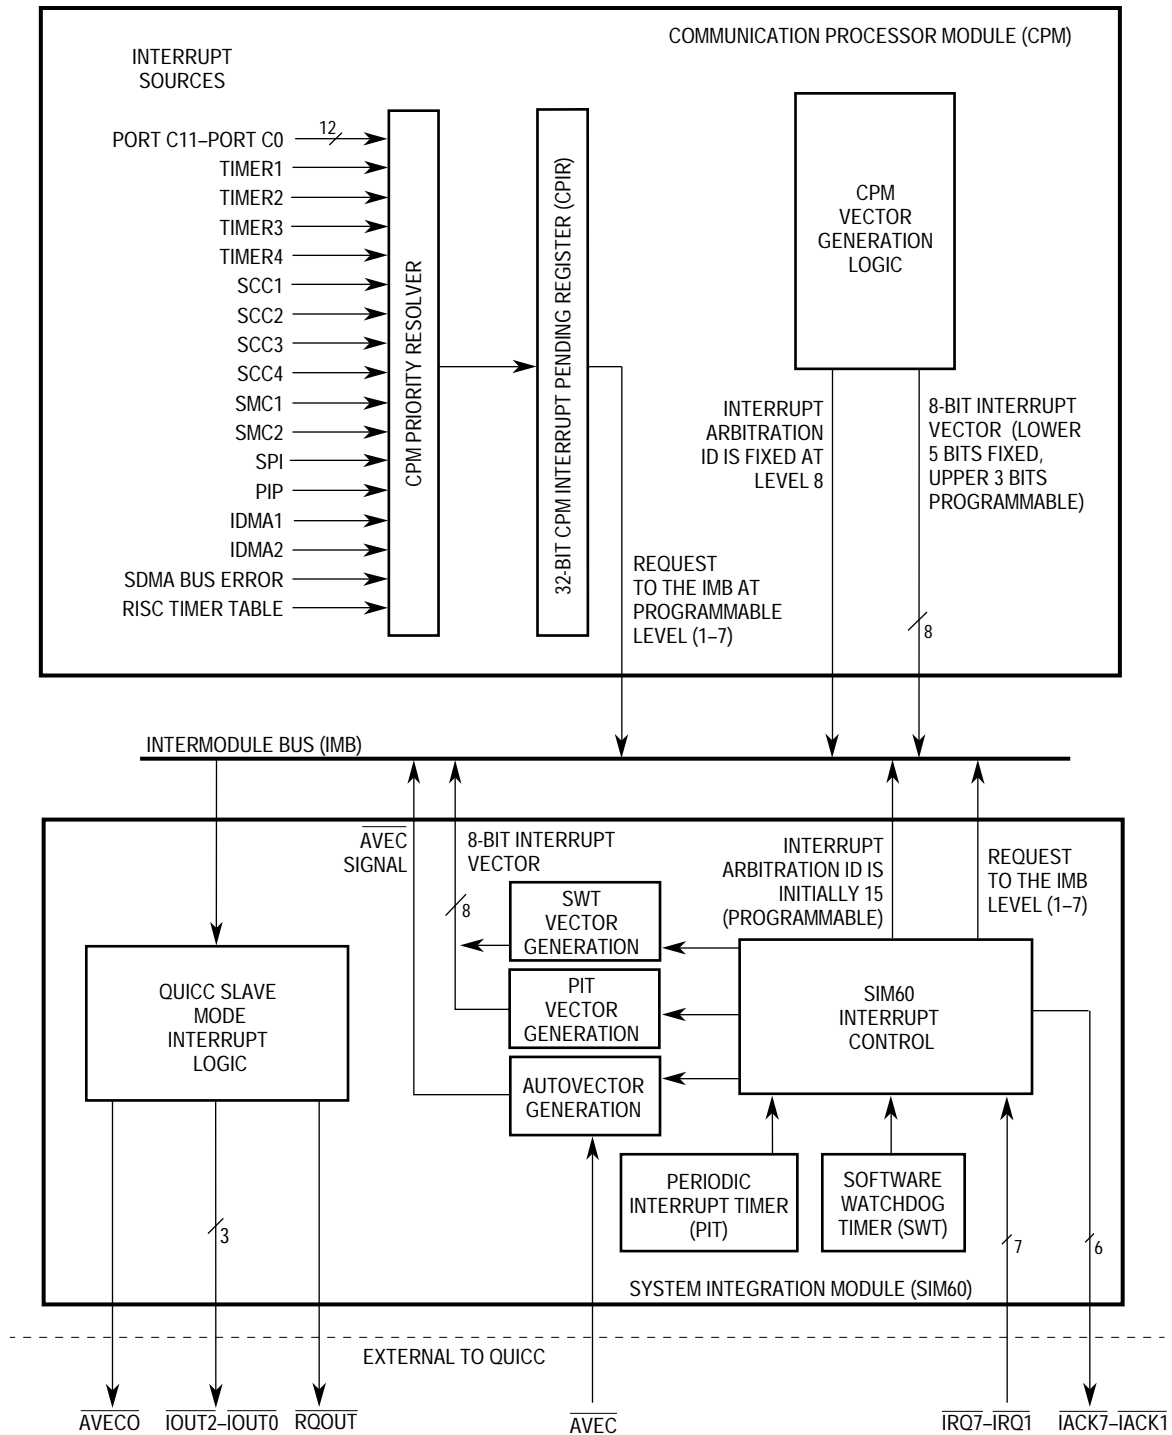 COMMUNICATION PROCESSOR MODULE (CPM)
INTERRUPT
SOURCES
PORT C11–PORT C0
12
TIMER1
TIMER2
TIMER3
TIMER4
SCC1
SCC2
SCC3
SCC4
SMC1
SMC2
SPI
PIP
IDMA1
IDMA2
SDMA BUS ERROR
RISC TIMER TABLE
CPM PRIORITY RESOLVER
32-BIT CPM INTERRUPT PENDING REGISTER (CPIR)
CPM
VECTOR
GENERATION
LOGIC
REQUEST
TO THE IMB AT
PROGRAMMABLE
LEVEL (1–7)
INTERRUPT
ARBITRATION
ID IS FIXED AT
LEVEL 8
8-BIT INTERRUPT
VECTOR (LOWER
5 BITS FIXED,
UPPER 3 BITS
PROGRAMMABLE)
8
INTERMODULE BUS (IMB)
AVEC
SIGNAL
8-BIT INTERRUPT
VECTOR
8
INTERRUPT
ARBITRATION ID IS
INITIALLY 15
(PROGRAMMABLE)
REQUEST
TO THE IMB
LEVEL (1–7)
QUICC SLAVE
MODE
INTERRUPT
LOGIC
SWT
VECTOR
GENERATION
PIT
VECTOR
GENERATION
AUTOVECTOR
GENERATION
SIM60
INTERRUPT
CONTROL
PERIODIC
INTERRUPT TIMER
(PIT)
SOFTWARE
WATCHDOG
TIMER (SWT)
3
7
6
SYSTEM INTEGRATION MODULE (SIM60)
EXTERNAL TO QUICC
AVECO
IOUT2–IOUT0
RQOUT
AVEC
IRQ7–IRQ1
IACK7–IACK1